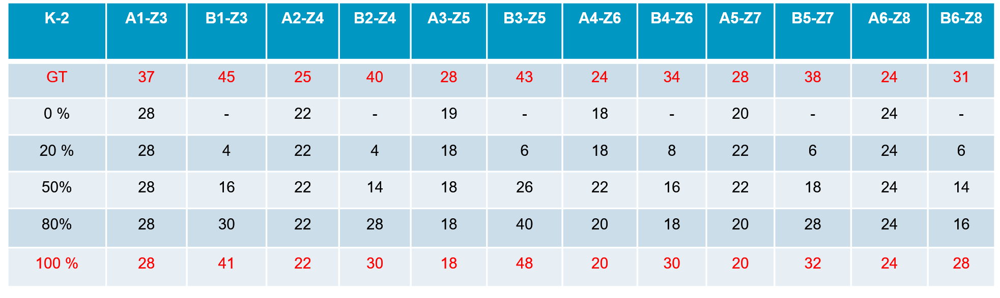 K-2 A1-Z3 B1-Z3 A2-Z4 B2-Z4 A3-Z5 B3-Z5 A4-Z6 B4-Z6 A5-Z7 B5-Z7 A6-Z8 B6-Z8
GT 37 45 25 40 28 43 24 34 28 38 24 31
0 % 28 - 22 - 19 - 18 - 20 - 24 -
20 % 28 4 22 4 18 6 18 8 22 6 24 6
50% 28 16 22 14 18 26 22 16 22 18 24 14
80% 28 30 22 28 18 40 20 18 20 28 24 16
100 % 28 41 22 30 18 48 20 30 20 32 24 28